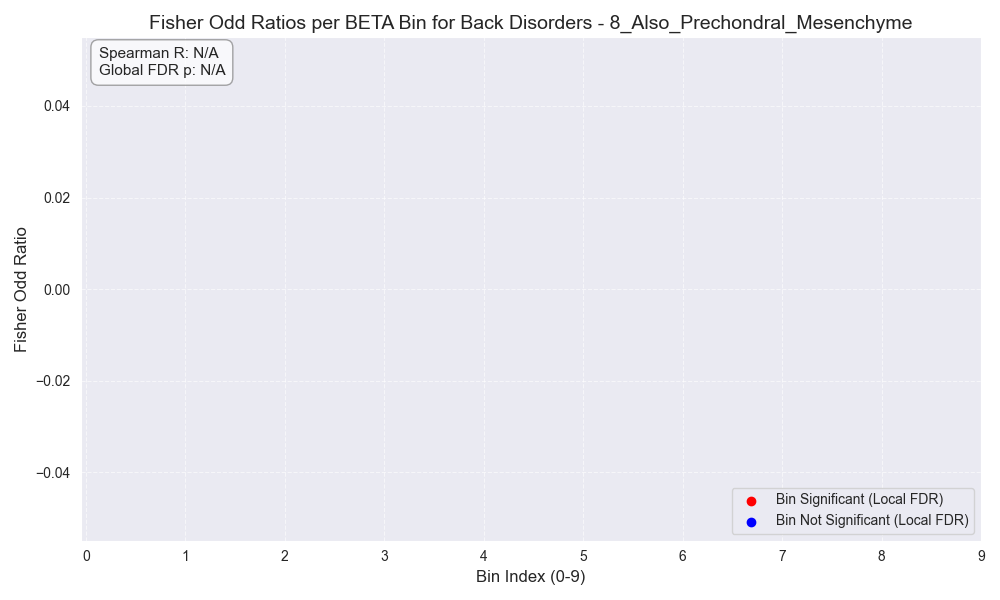 Fisher Odd Ratios per BETA Bin for Back Disorders - 8_Also_Prechondral_Mesenchyme
Spearman R: N/A
Global FDR p: N/A
0.04
0.02
0.00
−0.02
−0.04
Fisher Odd Ratio
Bin Significant (Local FDR)
Bin Not Significant (Local FDR)
0 1 2 3 4 5 6 7 8 9
Bin Index (0-9)